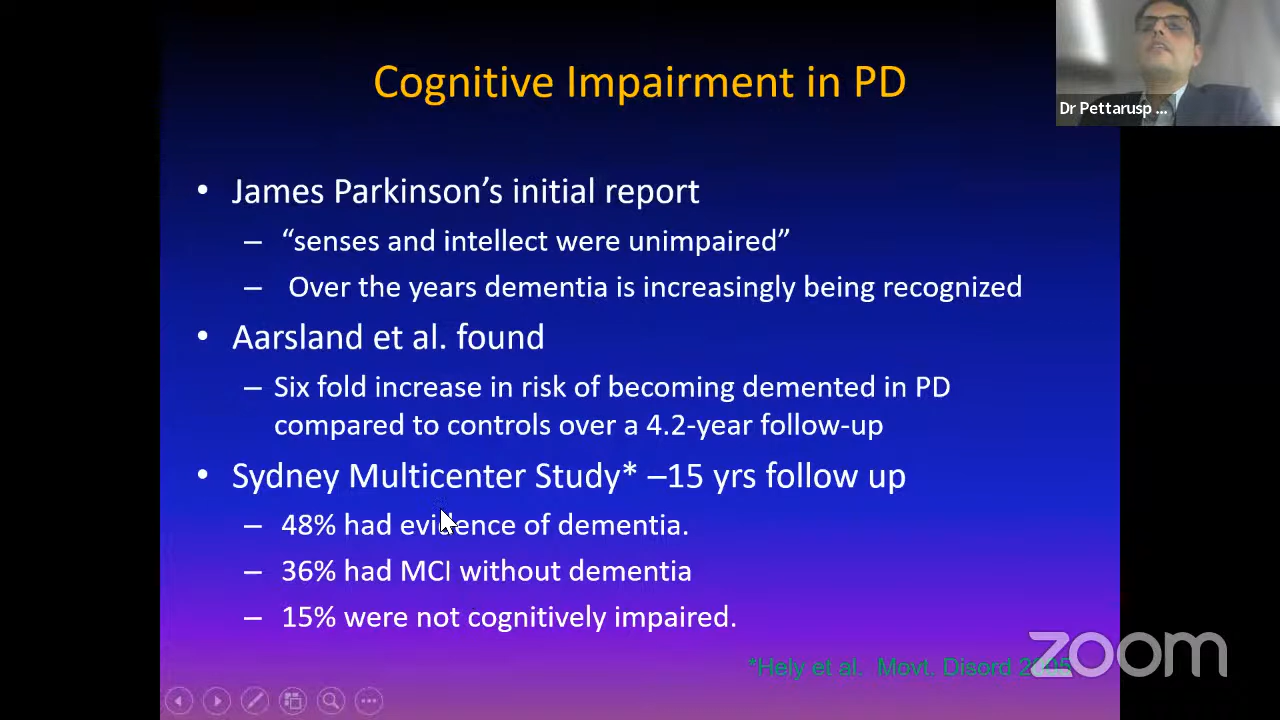 Cognitive Impairment in PD
Dr Pettarusp ...
• James Parkinson’s initial report
– “senses and intellect were unimpaired”
– Over the years dementia is increasingly being recognized
• Aarsland et al. found
– Six fold increase in risk of becoming demented in PD
compared to controls over a 4.2-year follow-up
• Sydney Multicenter Study* –15 yrs follow up
– 48% had evidence of dementia.
– 36% had MCI without dementia
– 15% were not cognitively impaired.
*Hely et al. Movt. Disord 2005
zoom